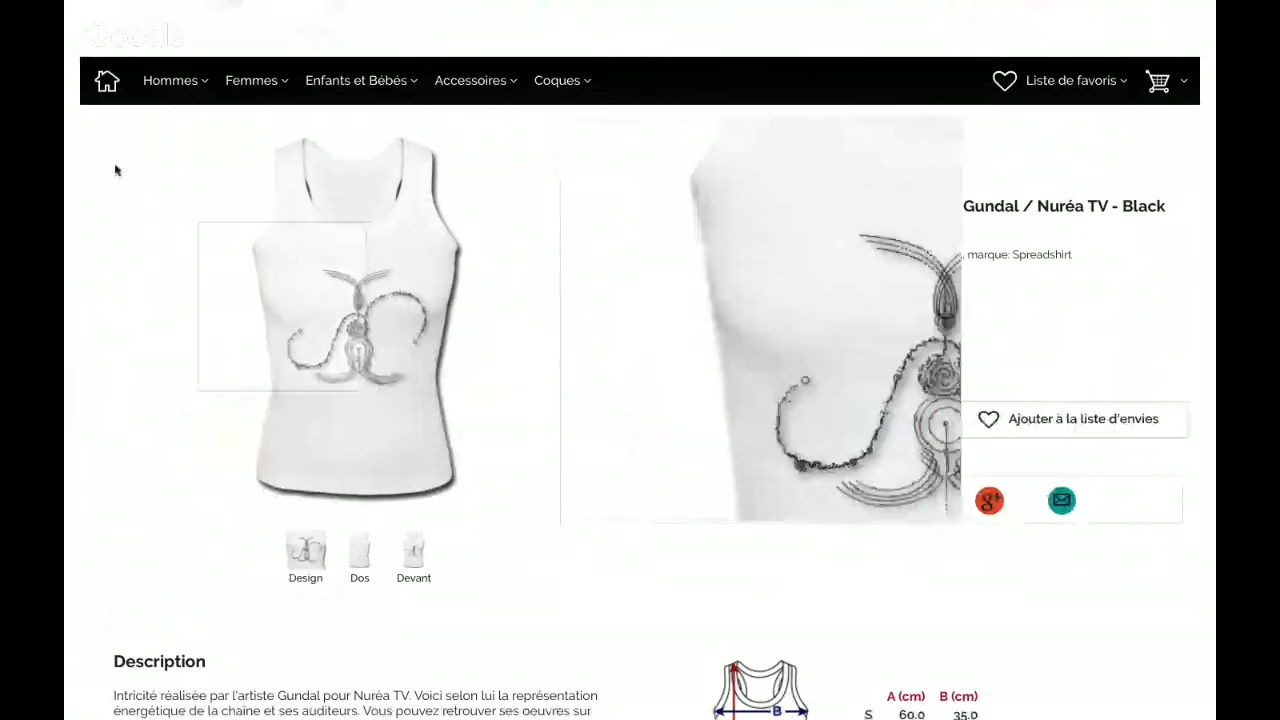 Hommes Femmes Enfants et Bébés Accessoires Coques Liste de favoris
Gundal / Nuréa TV - Black
marque: Spreadshirt
Ajouter à la liste d'envies
g+
Design Dos Devant
Description
Intricité réalisée par l'artiste Gundal pour Nuréa TV. Voici selon lui la représentation
énergétique de la chaîne et ses auditeurs. Vous pouvez retrouver ses oeuvres sur
A (cm) B (cm)
B
S 60.0 35.0